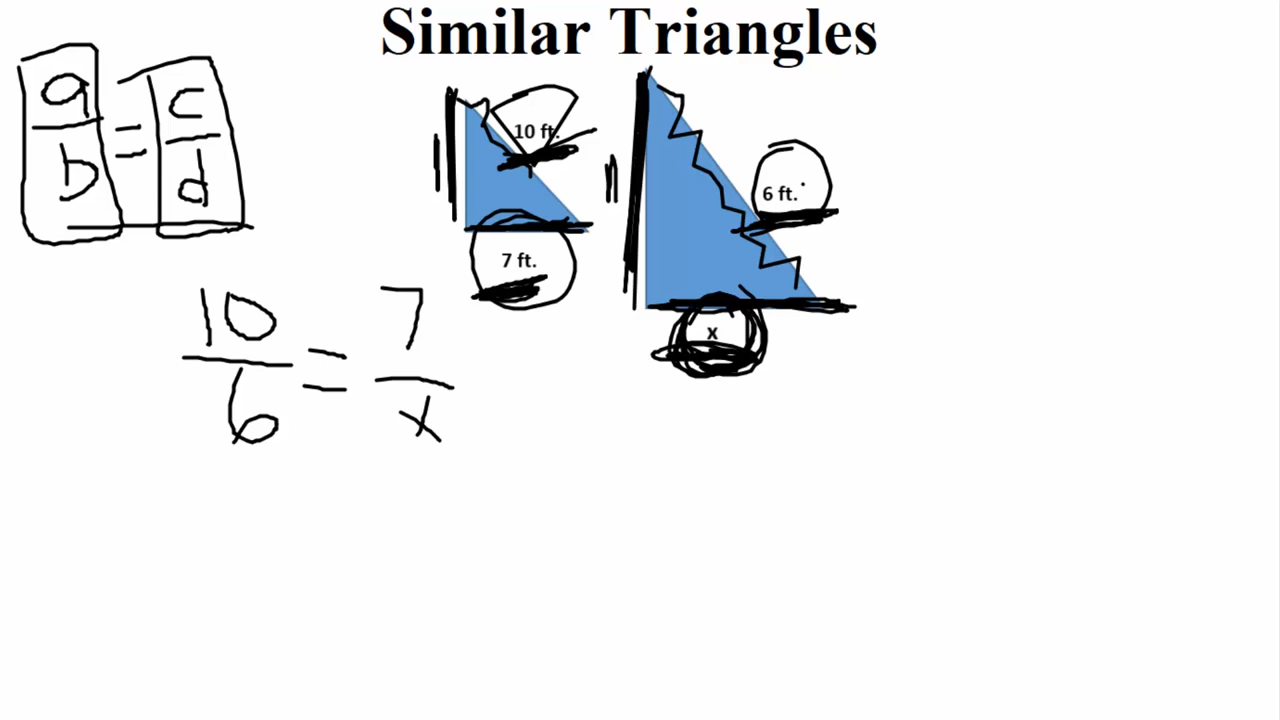 Similar Triangles
a/b = c/d
10 ft.
7 ft.
6 ft.
x
10/6 = 7/x